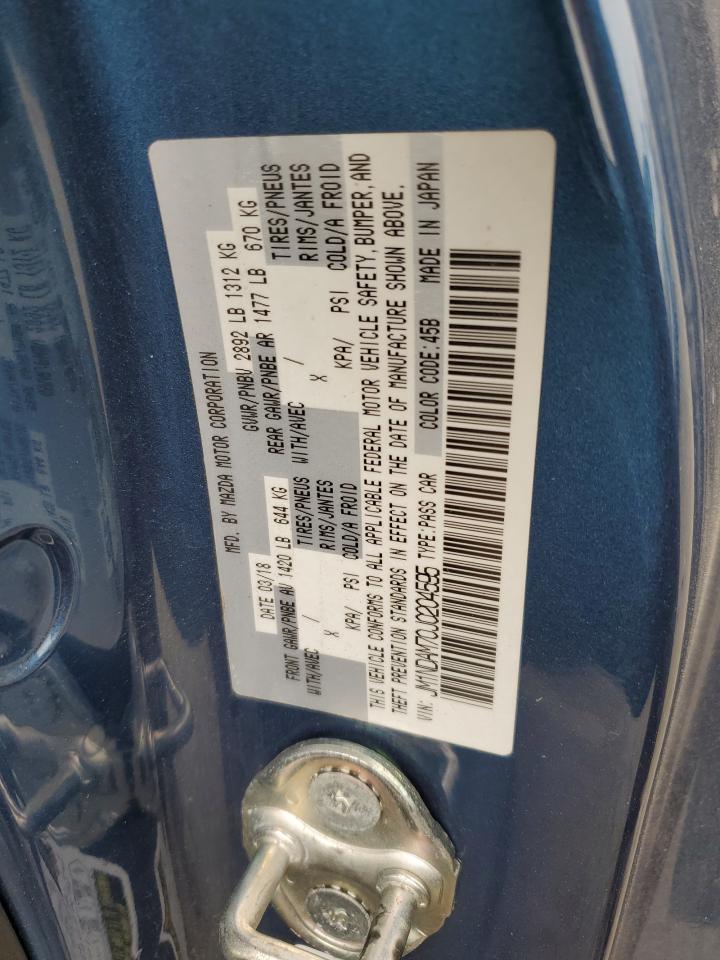 MFD. BY MAZDA MOTOR CORPORATION
DATE 03/18 GVWR/PNBV 2892 LB 1312 KG
FRONT GAWR/PNBE AV 1420 LB 644 KG REAR GAWR/PNBE AR 1477 LB 670 KG
WITH/AVEC / TIRES/PNEUS WITH/AVEC / TIRES/PNEUS
X RIMS/JANTES X RIMS/JANTES
KPA/ PSI COLD/A FROID KPA/ PSI COLD/A FROID
THIS VEHICLE CONFORMS TO ALL APPLICABLE FEDERAL MOTOR VEHICLE SAFETY, BUMPER, AND
THEFT PREVENTION STANDARDS IN EFFECT ON THE DATE OF MANUFACTURE SHOWN ABOVE.
VIN: JM1NDAM7XJ0204595 TYPE:PASS CAR COLOR CODE:45B MADE IN JAPAN